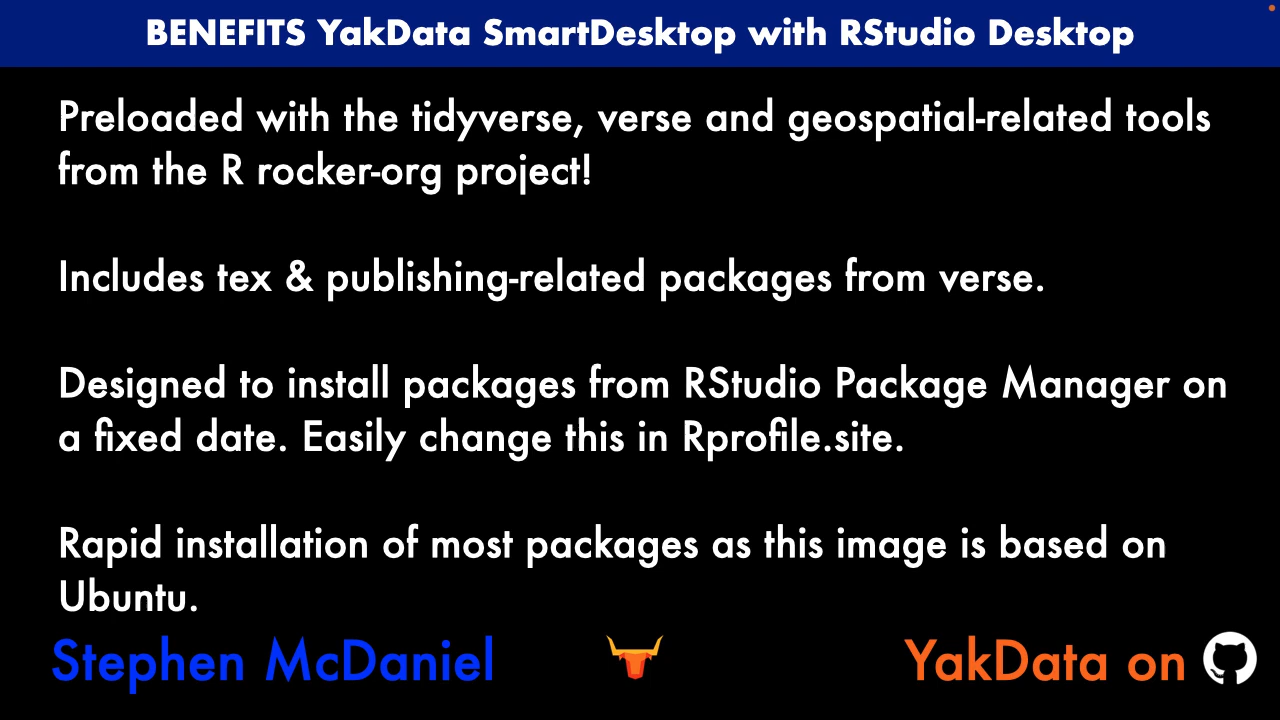 BENEFITS YakData SmartDesktop with RStudio Desktop
Preloaded with the tidyverse, verse and geospatial-related tools
from the R rocker-org project!
Includes tex & publishing-related packages from verse.
Designed to install packages from RStudio Package Manager on
a fixed date. Easily change this in Rprofile.site.
Rapid installation of most packages as this image is based on
Ubuntu.
Stephen McDaniel
YakData on